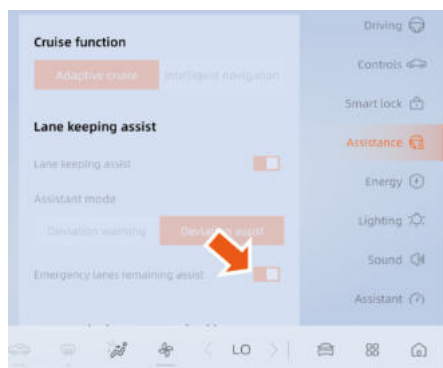 Cruise function
Adaptive cruise
Intelligent navigation
Lane keeping assist
Lane keeping assist
Assistant mode
Deviation warning
Deviation assist
Emergency lanes remaining assist
Driving
Controls
Smart lock
Assistance
Energy
Lighting
Sound
Assistant
LO